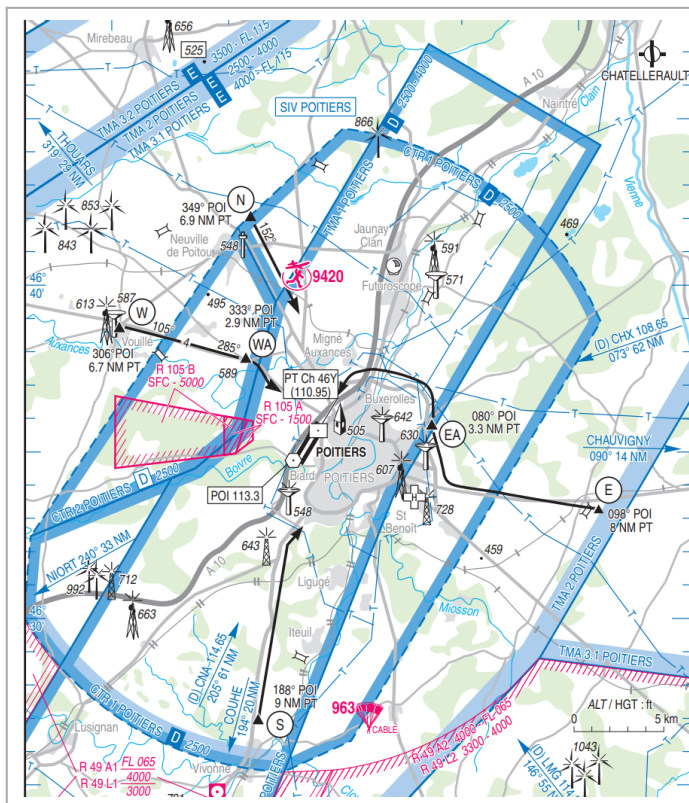 656
Mirebeau
525
3500 - FL 115
2500 - 4000
4000 - FL 115
E
E
E
TMA 3.2 POITIERS
TMA 2 POITIERS
TMA 3.1 POITIERS
SIV POITIERS
866
D 2500-4000
A 10
CHATELLERAULT
Naintré
Clain
Vienne
THOUARS
319° 29 NM
CTR 1 POITIERS D 2500
853
843
349° POI
6.9 NM PT
N
152°
Neuville
de Poitou
548
Jaunay
Clan
591
571
469
Futuroscope
9420
46
40
495
587
613
W
Vouillé
105°
4
285°
306° POI
6.7 NM PT
Auxances
333° POI
2.9 NM PT
WA
589
Migné
Auxances
(D) CHX 108.65
073° 62 NM
R 105 B
SFC - 5000
R 105 A
SFC - 1500
PT Ch 46Y
(110.95)
Buxerolles
642
505
630
080° POI
3.3 NM PT
EA
CHAUVIGNY
090° 14 NM
POITIERS
POITIERS
607
Boivre
Biard
POI 113.3
548
728
St
Benoît
E
098° POI
8 NM PT
CTR 2 POITIERS D 2500
NIORT 240° 33 NM
643
A 10
459
992
712
663
46
30
Ligugé
Miosson
TMA 2 POITIERS
TMA 3.1 POITIERS
Iteuil
(D) CNA 114.65
205° 61 NM
COUHE
194° 20 NM
188° POI
9 NM PT
S
963
CABLE
ALT / HGT : ft
0 5 km
CTR 1 POITIERS D 2500
Lusignan
Vivonne
POITIERS
R 49 A2 4000 - FL 065
R 49 L2 3300 - 4000
R 49 A1 FL 065
4000
R 49 L1 4000
3000
1043
(D) LMG
146° 55 N